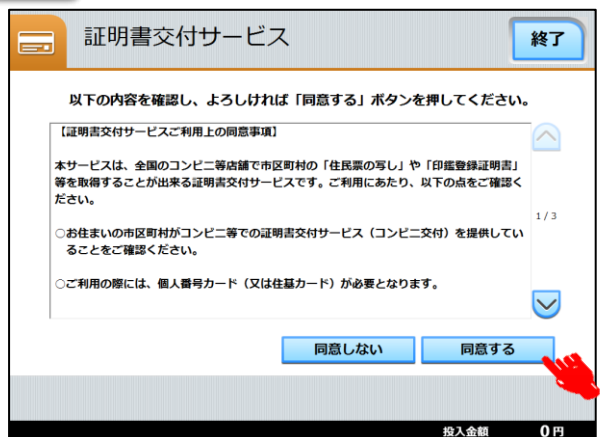 証明書交付サービス
終了
以下の内容を確認し、よろしければ「同意する」ボタンを押してください。
【証明書交付サービスご利用上の同意事項】
本サービスは、全国のコンビニ等店舗で市区町村の「住民票の写し」や「印鑑登録証明書」
等を取得することが出来る証明書交付サービスです。ご利用にあたり、以下の点をご確認く
ださい。
1/3
○お住まいの市区町村がコンビニ等での証明書交付サービス（コンビニ交付）を提供してい
ることをご確認ください。
○ご利用の際には、個人番号カード（又は住基カード）が必要となります。
同意しない
同意する
投入金額 0円